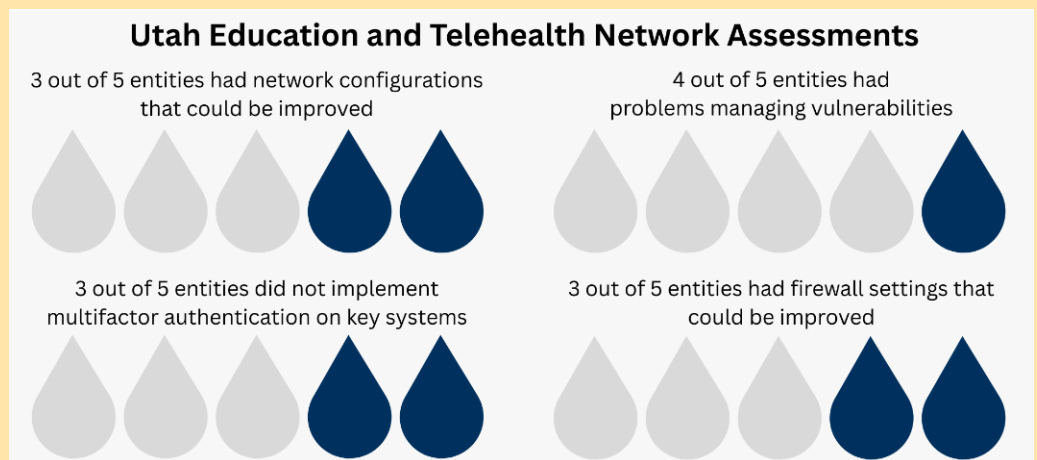 Utah Education and Telehealth Network Assessments
3 out of 5 entities had network configurations
that could be improved
4 out of 5 entities had
problems managing vulnerabilities
3 out of 5 entities did not implement
multifactor authentication on key systems
3 out of 5 entities had firewall settings that
could be improved